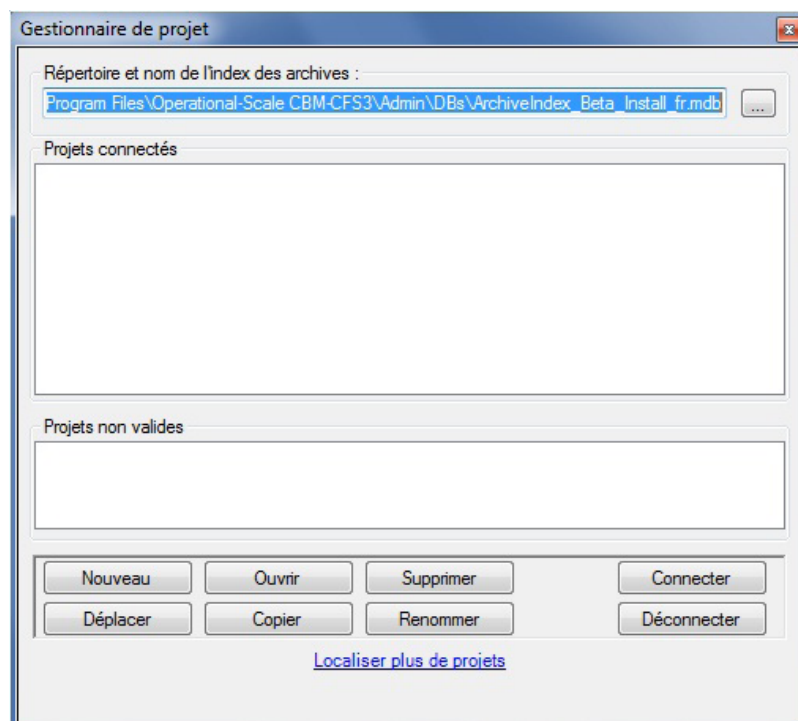 Gestionnaire de projet
Répertoire et nom de l'index des archives :
Program Files\Operational-Scale CBM-CFS3\Admin\DBs\ArchiveIndex_Beta_Install_fr.mdb
...
Projets connectés
Projets non valides
Nouveau Ouvrir Supprimer Connecter
Déplacer Copier Renommer Déconnecter
Localiser plus de projets